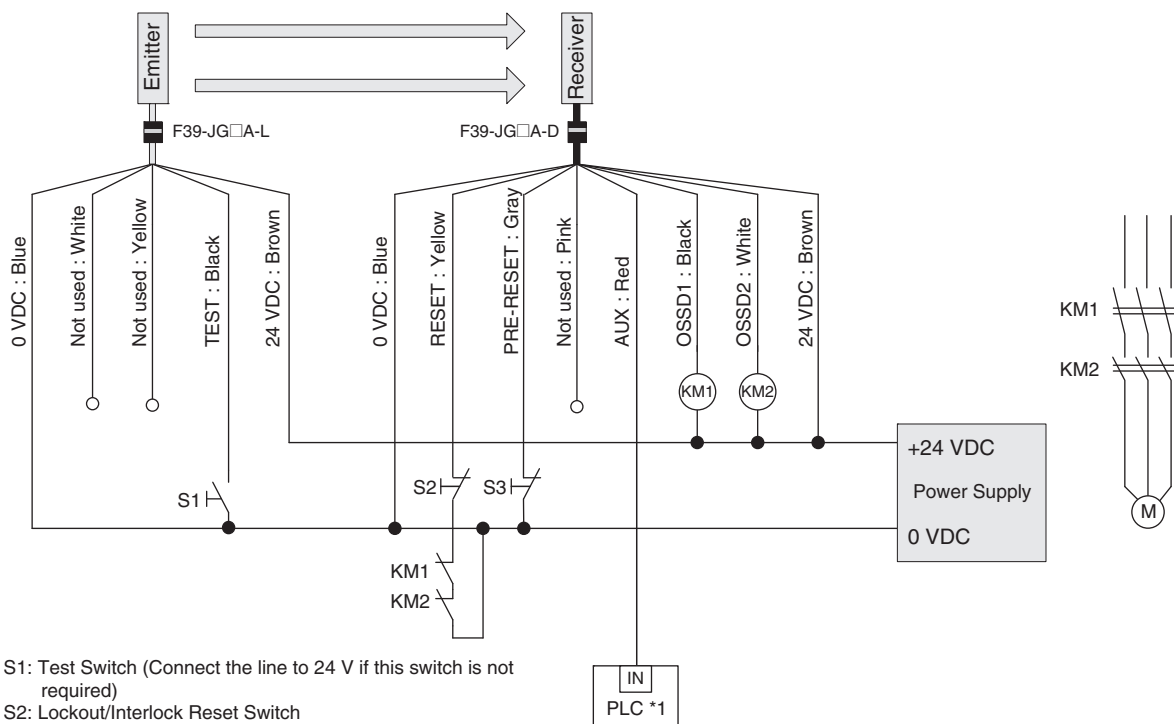 Emitter
Receiver
F39-JG□A-L
F39-JG□A-D
0 VDC : Blue
Not used : White
Not used : Yellow
TEST : Black
24 VDC : Brown
0 VDC : Blue
RESET : Yellow
PRE-RESET : Gray
Not used : Pink
AUX : Red
OSSD1 : Black
OSSD2 : White
24 VDC : Brown
KM1
KM2
KM1
KM2
+24 VDC
Power Supply
0 VDC
M
S1
S2
S3
KM1
KM2
IN
PLC *1
S1: Test Switch (Connect the line to 24 V if this switch is not
required)
S2: Lockout/Interlock Reset Switch